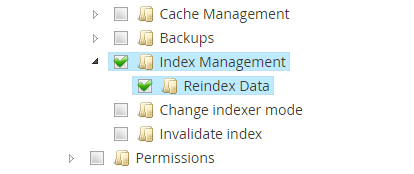 Cache Management
Backups
Index Management
Reindex Data
Change indexer mode
Invalidate index
Permissions